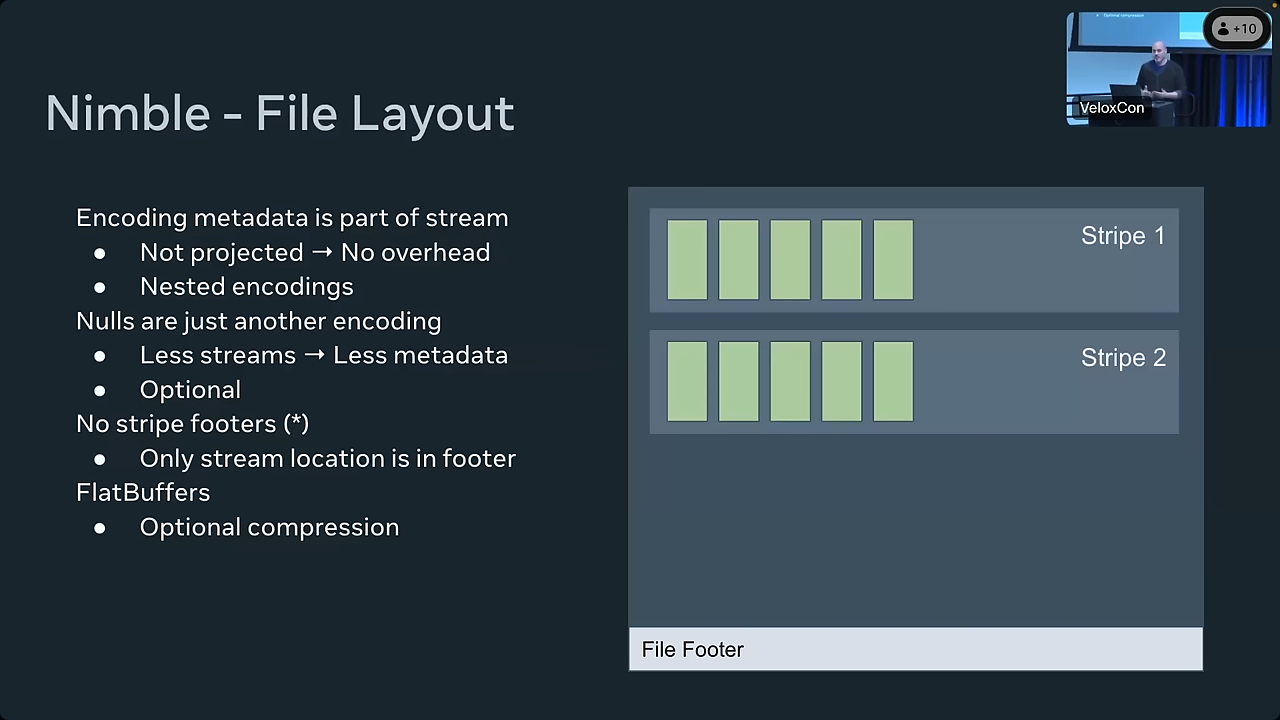 +10
VeloxCon
Nimble - File Layout
Encoding metadata is part of stream
● Not projected → No overhead
● Nested encodings
Nulls are just another encoding
● Less streams → Less metadata
● Optional
No stripe footers (*)
● Only stream location is in footer
FlatBuffers
● Optional compression
Stripe 1
Stripe 2
File Footer